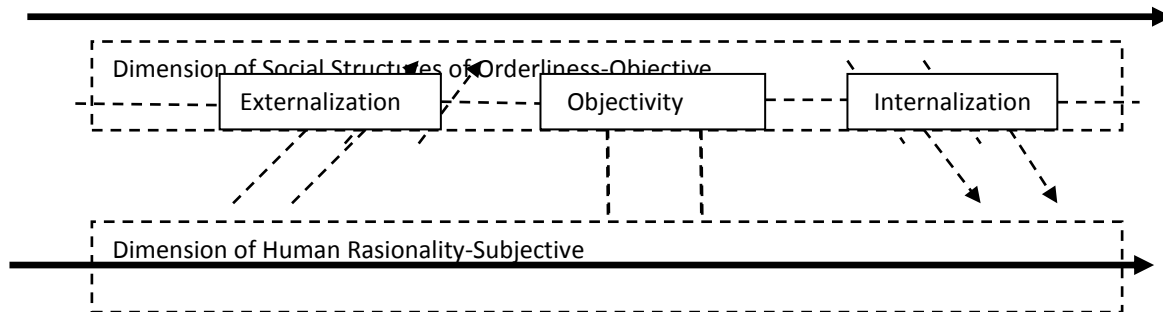 Dimension of Social Structures of Orderliness-Objective
Externalization
Objectivity
Internalization
Dimension of Human Rasionality-Subjective